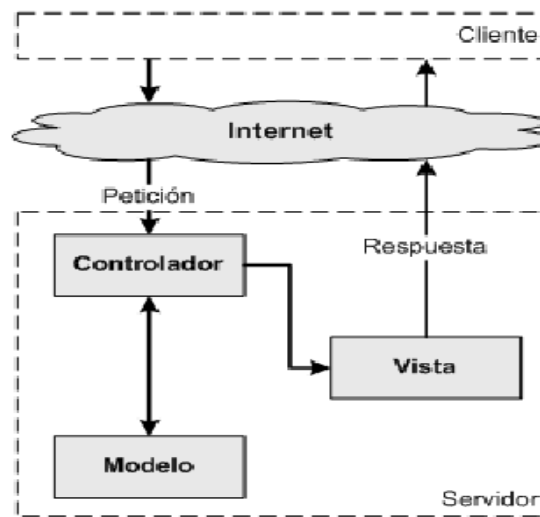 Cliente
Internet
Petición
Controlador
Respuesta
Vista
Modelo
Servidor